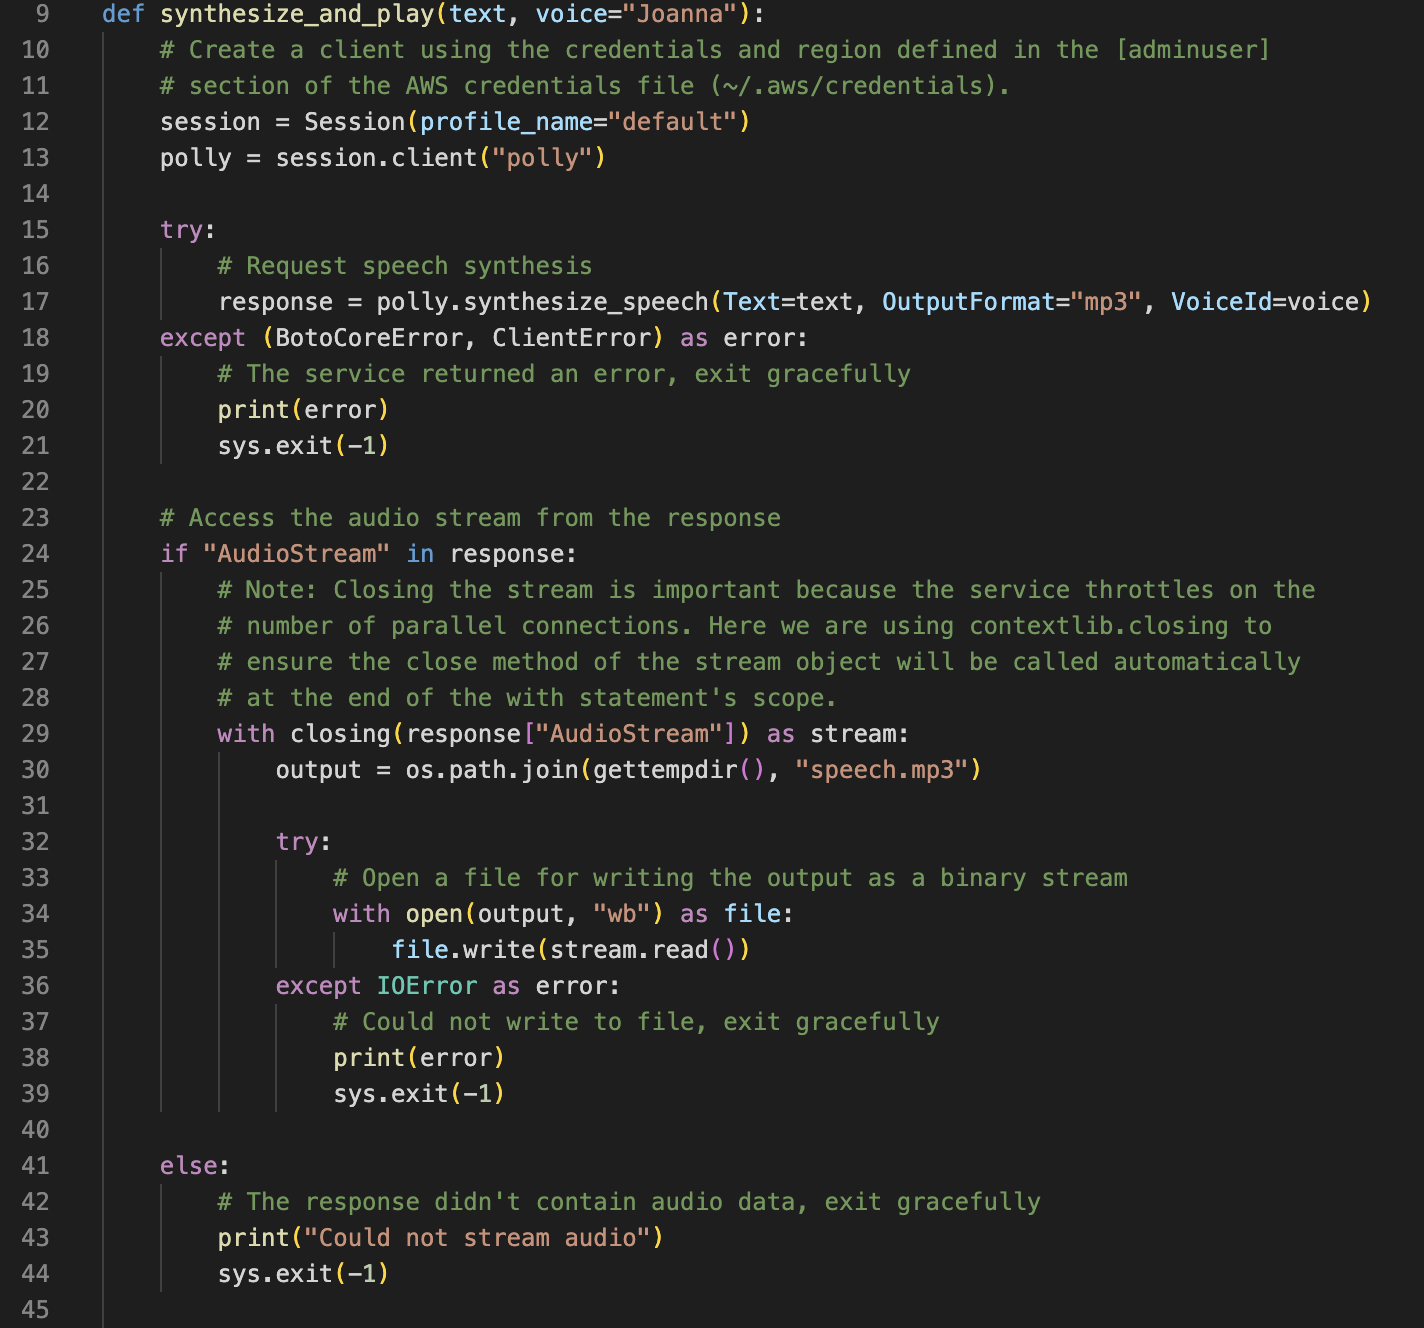 9 def synthesize_and_play(text, voice="Joanna"):
10     # Create a client using the credentials and region defined in the [adminuser]
11     # section of the AWS credentials file (~/.aws/credentials).
12     session = Session(profile_name="default")
13     polly = session.client("polly")
14
15     try:
16         # Request speech synthesis
17         response = polly.synthesize_speech(Text=text, OutputFormat="mp3", VoiceId=voice)
18     except (BotoCoreError, ClientError) as error:
19         # The service returned an error, exit gracefully
20         print(error)
21         sys.exit(-1)
22
23     # Access the audio stream from the response
24     if "AudioStream" in response:
25         # Note: Closing the stream is important because the service throttles on the
26         # number of parallel connections. Here we are using contextlib.closing to
27         # ensure the close method of the stream object will be called automatically
28         # at the end of the with statement's scope.
29         with closing(response["AudioStream"]) as stream:
30             output = os.path.join(gettempdir(), "speech.mp3")
31
32             try:
33                 # Open a file for writing the output as a binary stream
34                 with open(output, "wb") as file:
35                     file.write(stream.read())
36             except IOError as error:
37                 # Could not write to file, exit gracefully
38                 print(error)
39                 sys.exit(-1)
40
41     else:
42         # The response didn't contain audio data, exit gracefully
43         print("Could not stream audio")
44         sys.exit(-1)
45